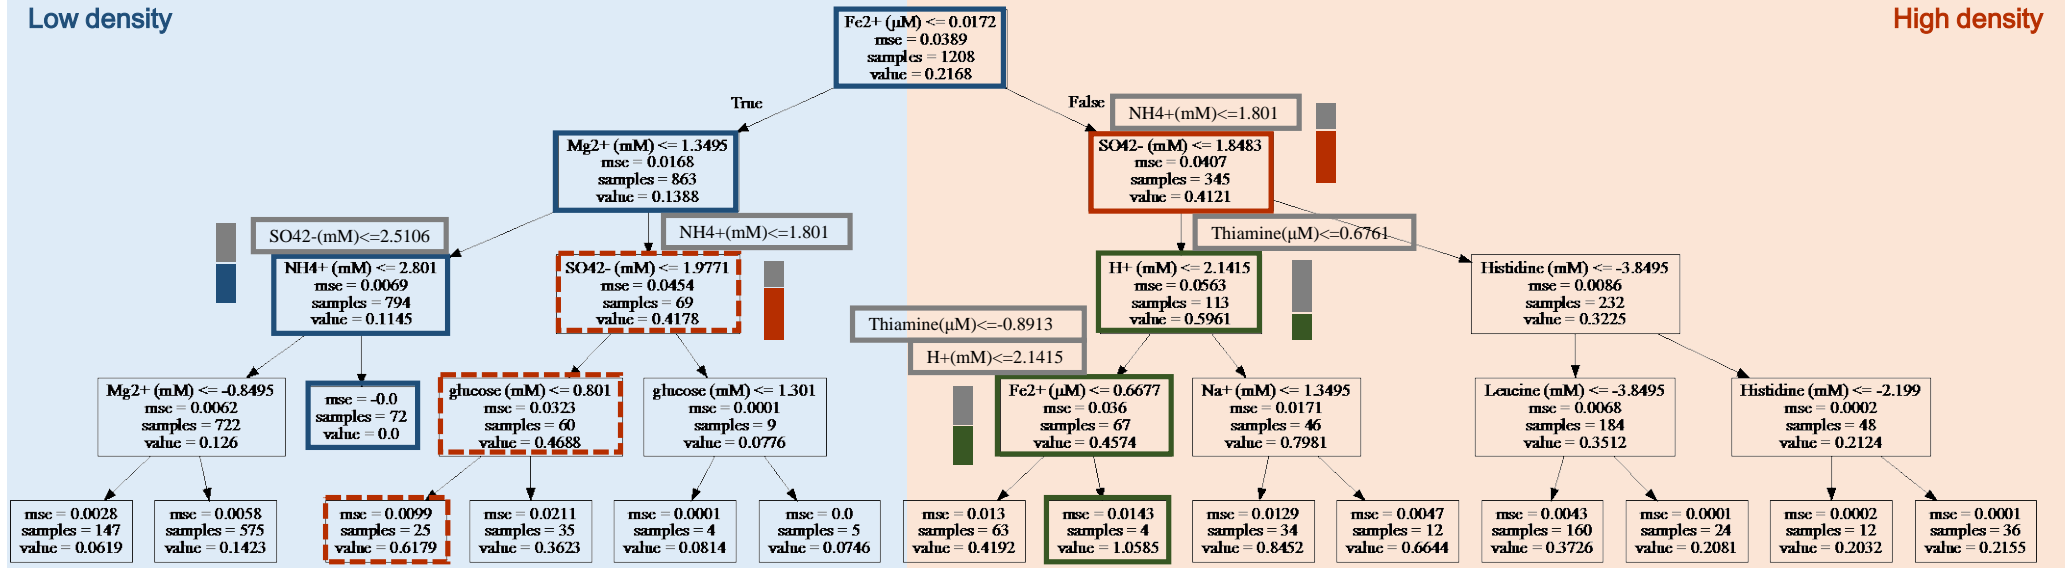 Low density
High density
Fe2+ (μM) <= 0.0172
mse = 0.0389
samples = 1208
value = 0.2168
True
False
NH4+(mM)<=1.801
Mg2+ (mM) <= 1.3495
mse = 0.0168
samples = 863
value = 0.1388
SO42- (mM) <= 1.8483
mse = 0.0407
samples = 345
value = 0.4121
SO42-(mM)<=2.5106
NH4+(mM)<=1.801
Thiamine(μM)<=0.6761
NH4+ (mM) <= 2.801
mse = 0.0069
samples = 794
value = 0.1145
SO42- (mM) <= 1.9771
mse = 0.0454
samples = 69
value = 0.4178
H+ (mM) <= 2.1415
mse = 0.0563
samples = 113
value = 0.5961
Histidine (mM) <= -3.8495
mse = 0.0086
samples = 232
value = 0.3225
Thiamine(μM)<=-0.8913
H+(mM)<=2.1415
Mg2+ (mM) <= -0.8495
mse = 0.0062
samples = 722
value = 0.126
mse = -0.0
samples = 72
value = 0.0
glucose (mM) <= 0.801
mse = 0.0323
samples = 60
value = 0.4688
glucose (mM) <= 1.301
mse = 0.0001
samples = 9
value = 0.0776
Fe2+ (μM) <= 0.6677
mse = 0.036
samples = 67
value = 0.4574
Na+ (mM) <= 1.3495
mse = 0.0171
samples = 46
value = 0.7981
Leucine (mM) <= -3.8495
mse = 0.0068
samples = 184
value = 0.3512
Histidine (mM) <= -2.199
mse = 0.0002
samples = 48
value = 0.2124
mse = 0.0028
samples = 147
value = 0.0619
mse = 0.0058
samples = 575
value = 0.1423
mse = 0.0099
samples = 25
value = 0.6179
mse = 0.0211
samples = 35
value = 0.3623
mse = 0.0001
samples = 4
value = 0.0814
mse = 0.0
samples = 5
value = 0.0746
mse = 0.013
samples = 63
value = 0.4192
mse = 0.0143
samples = 4
value = 1.0585
mse = 0.0129
samples = 34
value = 0.8452
mse = 0.0047
samples = 12
value = 0.6644
mse = 0.0043
samples = 160
value = 0.3726
mse = 0.0001
samples = 24
value = 0.2081
mse = 0.0002
samples = 12
value = 0.2032
mse = 0.0001
samples = 36
value = 0.2155